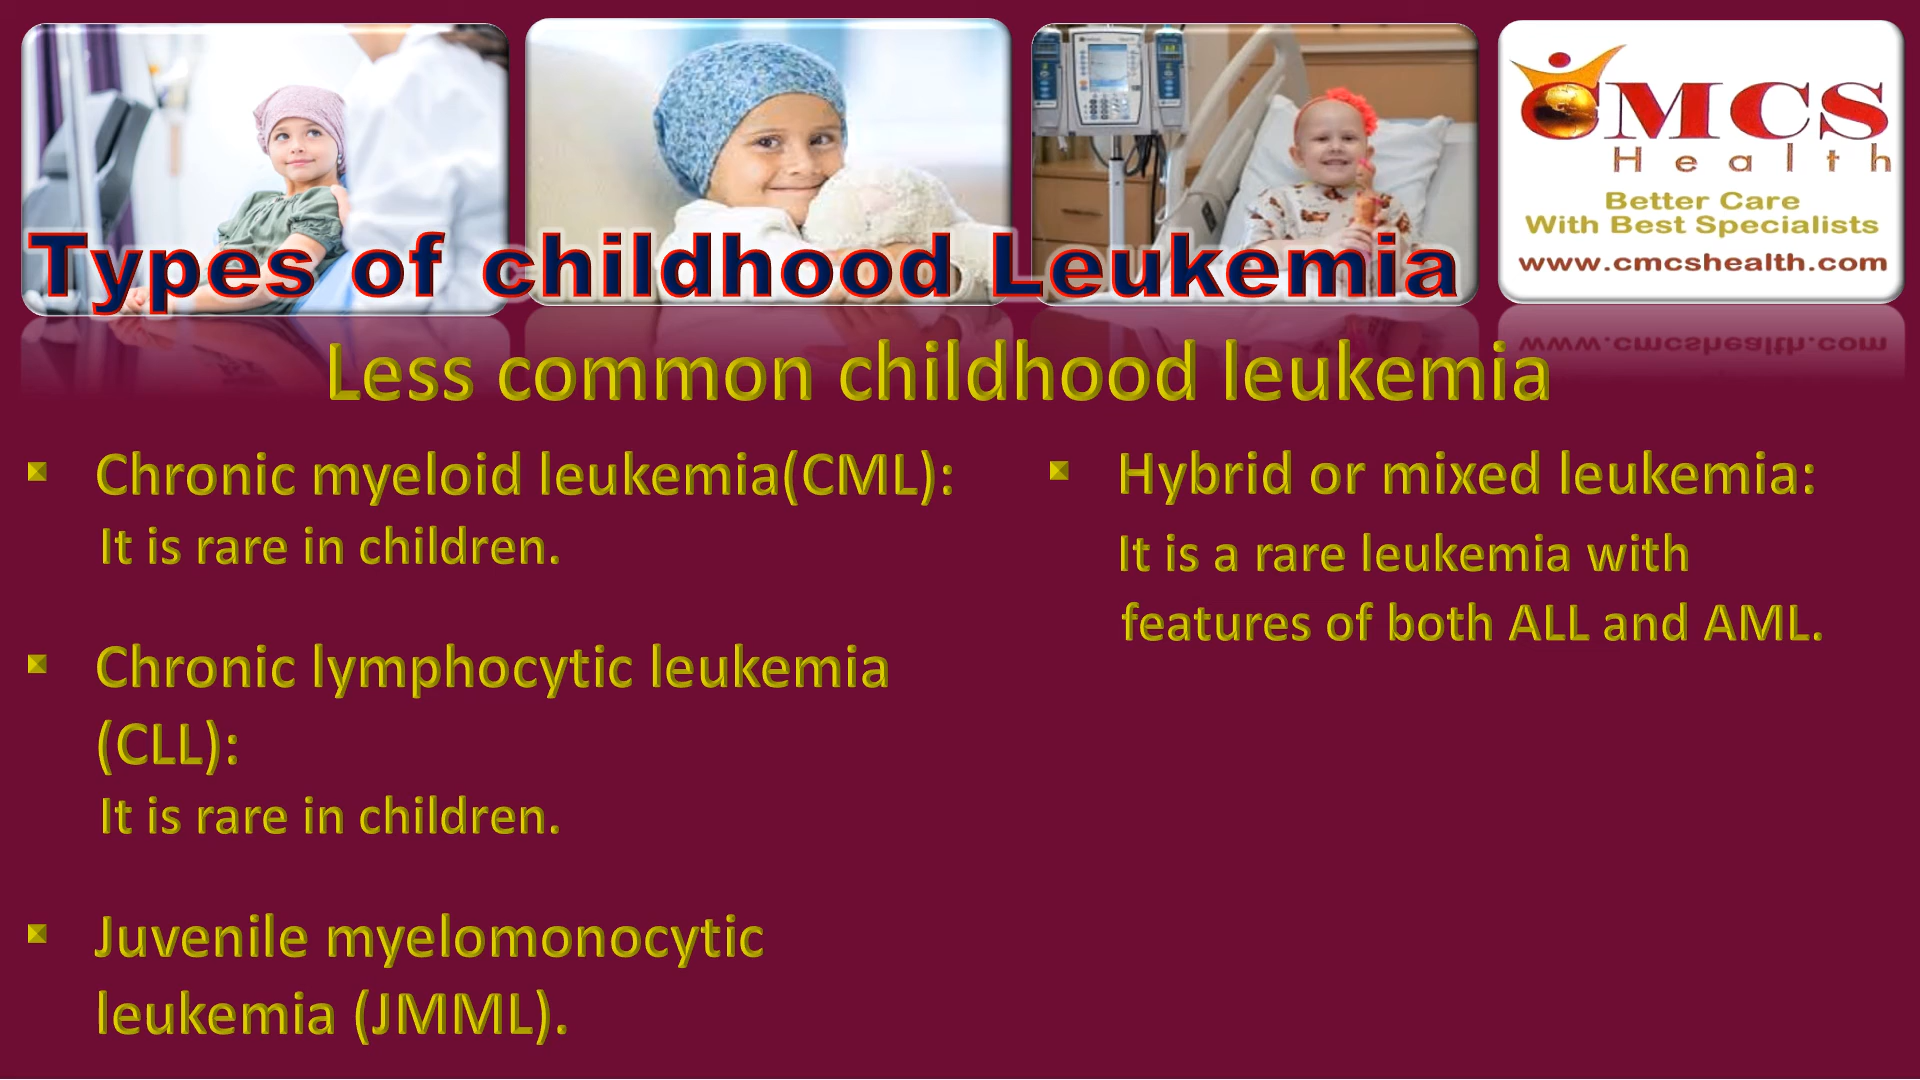 CMCS
Health
Better Care
With Best Specialists
www.cmcshealth.com
Types of childhood Leukemia
Less common childhood leukemia
▪ Chronic myeloid leukemia(CML):
It is rare in children.
▪ Chronic lymphocytic leukemia
(CLL):
It is rare in children.
▪ Juvenile myelomonocytic
leukemia (JMML).
▪ Hybrid or mixed leukemia:
It is a rare leukemia with
features of both ALL and AML.